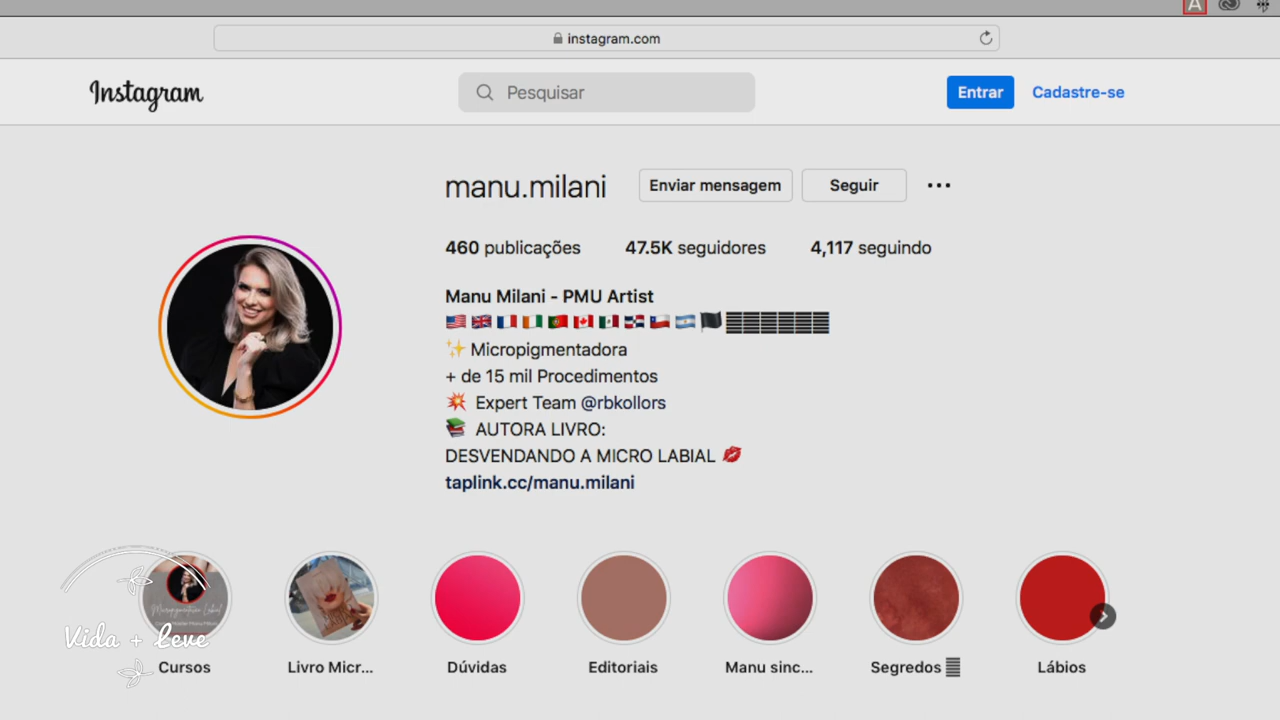 A
instagram.com
Instagram
Pesquisar
Entrar
Cadastre-se
manu.milani
Enviar mensagem
Seguir
460 publicações
47.5K seguidores
4,117 seguindo
Manu Milani - PMU Artist
✨ Micropigmentadora
+ de 15 mil Procedimentos
💥 Expert Team @rbkollors
📚 AUTORA LIVRO:
DESVENDANDO A MICRO LABIAL 💋
taplink.cc/manu.milani
Micropigmentação Labial
Vida + Leve
Cursos
Livro Micr...
Dúvidas
Editoriais
Manu sinc...
Segredos
Lábios